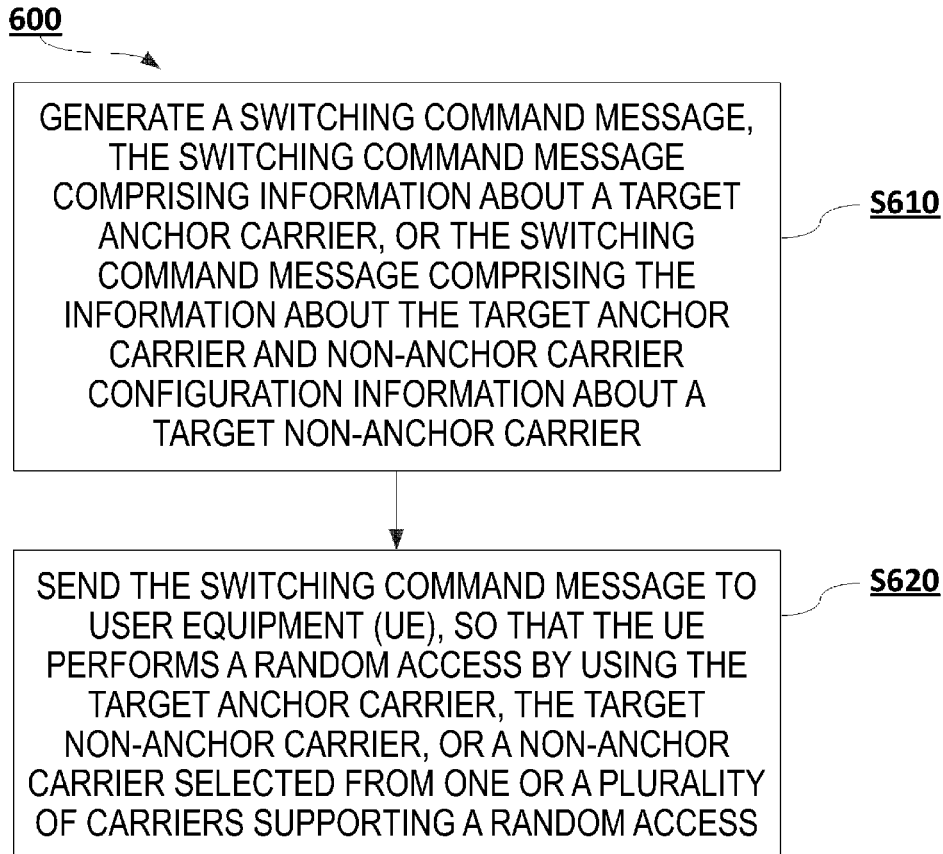 600
GENERATE A SWITCHING COMMAND MESSAGE,
THE SWITCHING COMMAND MESSAGE
COMPRISING INFORMATION ABOUT A TARGET
ANCHOR CARRIER, OR THE SWITCHING
COMMAND MESSAGE COMPRISING THE
INFORMATION ABOUT THE TARGET ANCHOR
CARRIER AND NON-ANCHOR CARRIER
CONFIGURATION INFORMATION ABOUT A
TARGET NON-ANCHOR CARRIER
S610
SEND THE SWITCHING COMMAND MESSAGE TO
USER EQUIPMENT (UE), SO THAT THE UE
PERFORMS A RANDOM ACCESS BY USING THE
TARGET ANCHOR CARRIER, THE TARGET
NON-ANCHOR CARRIER, OR A NON-ANCHOR
CARRIER SELECTED FROM ONE OR A PLURALITY
OF CARRIERS SUPPORTING A RANDOM ACCESS
S620